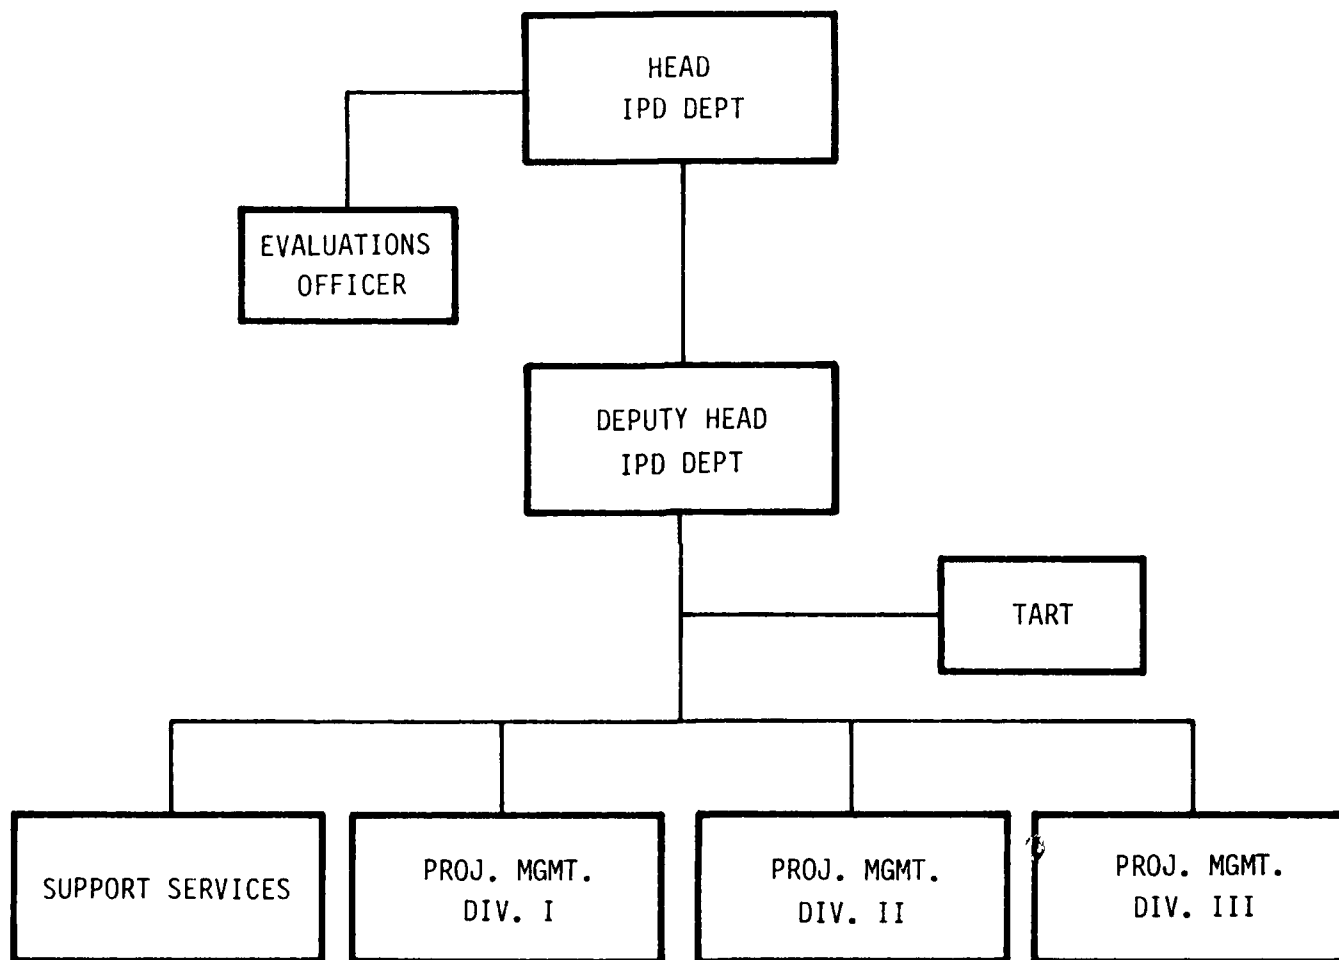 HEAD
IPD DEPT
EVALUATIONS
OFFICER
DEPUTY HEAD
IPD DEPT
TART
SUPPORT SERVICES
PROJ. MGMT.
DIV. I
PROJ. MGMT.
DIV. II
PROJ. MGMT.
DIV. III